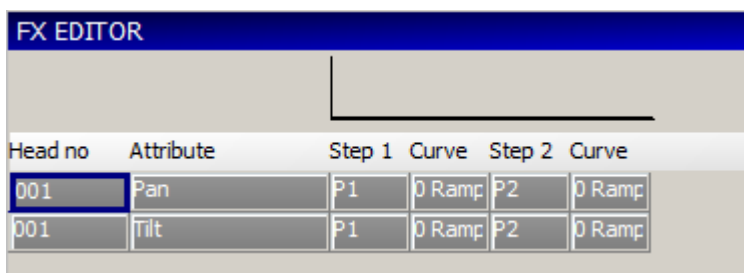 FX EDITOR
Head no Attribute Step 1 Curve Step 2 Curve
001 Pan P1 0 Ramp P2 0 Ramp
001 Tilt P1 0 Ramp P2 0 Ramp